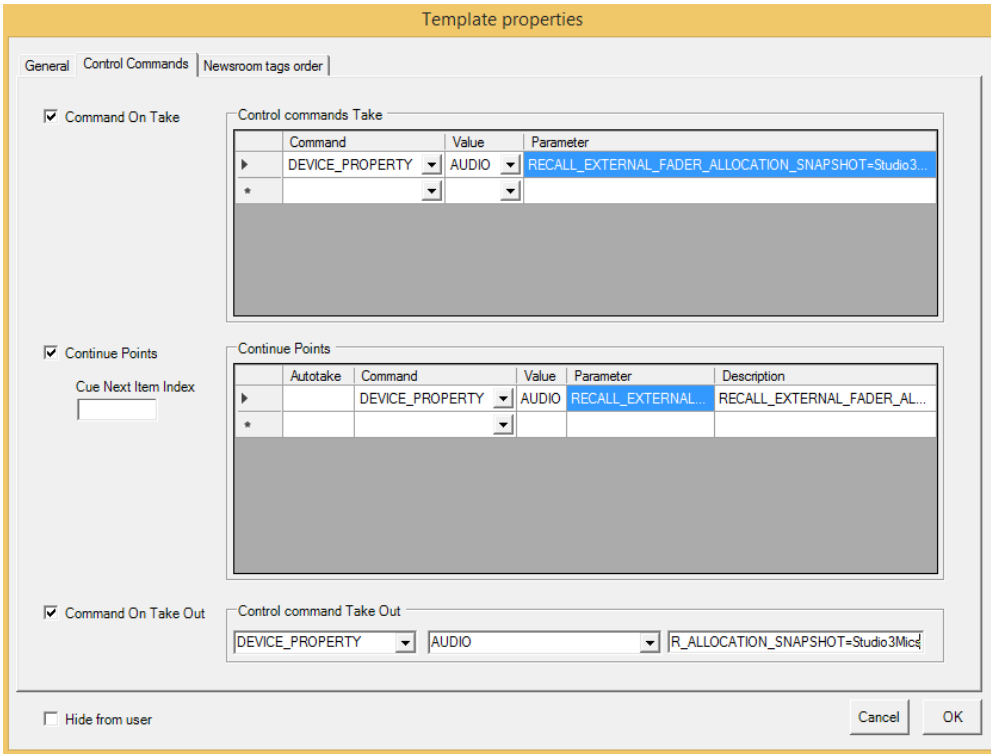 Template properties
General Control Commands Newsroom tags order
Command On Take
Control commands Take
Command Value Parameter
DEVICE_PROPERTY AUDIO RECALL_EXTERNAL_FADER_ALLOCATION_SNAPSHOT=Studio3...
*
Continue Points
Cue Next Item Index
Continue Points
Autotake Command Value Parameter Description
DEVICE_PROPERTY AUDIO RECALL_EXTERNAL... RECALL_EXTERNAL_FADER_AL...
*
Command On Take Out
Control command Take Out
DEVICE_PROPERTY AUDIO R_ALLOCATION_SNAPSHOT=Studio3Mics
Hide from user
Cancel OK